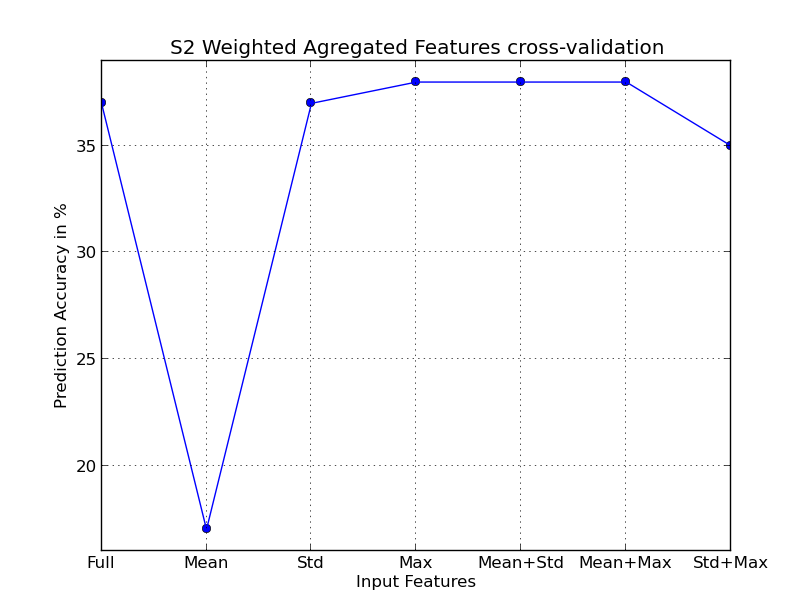 S2 Weighted Agregated Features cross-validation
Prediction Accuracy in %
35
30
25
20
Full Mean Std Max Mean+Std Mean+Max Std+Max
Input Features